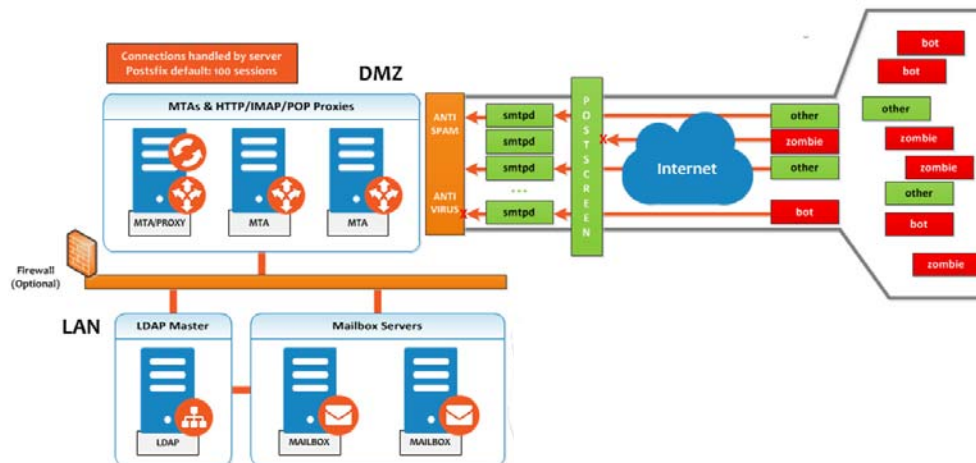 Connections handled by server
Postsfix default: 100 sessions
DMZ
MTAs & HTTP/IMAP/POP Proxies
MTA/PROXY
MTA
MTA
ANTI
SPAM
ANTI
VIRUS
smtpd
smtpd
smtpd
...
smtpd
x
POSTSCREEN
x
Internet
other
zombie
other
bot
bot
bot
other
zombie
zombie
other
bot
zombie
Firewall
(Optional)
LAN
LDAP Master
LDAP
Mailbox Servers
MAILBOX
MAILBOX